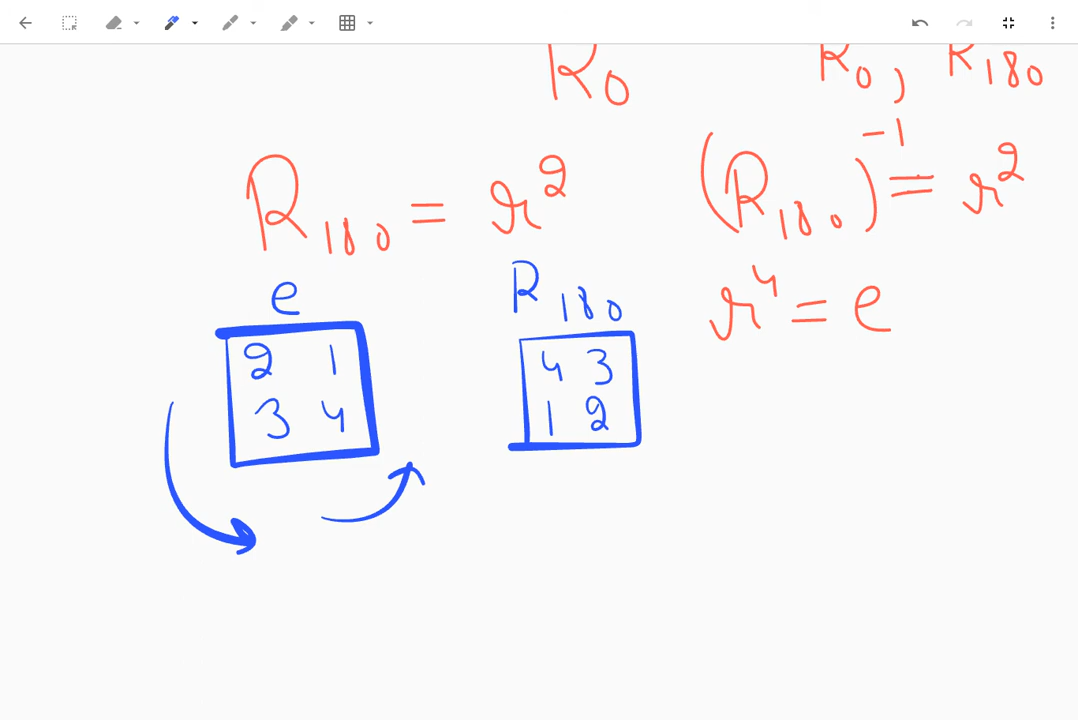 R₀ R₀, R₁₈₀
R₁₈₀ = r² (R₁₈₀)⁻¹ = r²
e R₁₈₀ r⁴ = e
2 1 4 3
3 4 1 2